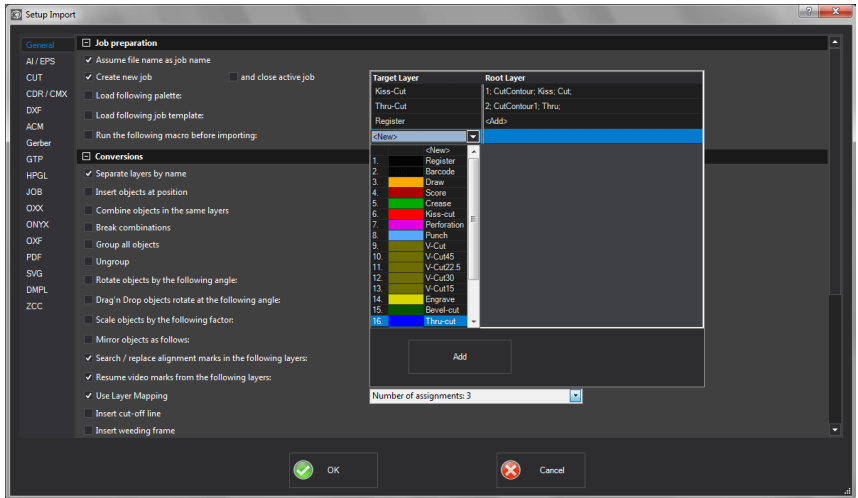 Setup Import
General
AI / EPS
CUT
CDR / CMX
DXF
ACM
Gerber
GTP
HPGL
JOB
OXX
ONYX
OXF
PDF
SVG
DMPL
ZCC
Job preparation
Assume file name as job name
Create new job and close active job
Load following palette:
Load following job template:
Run the following macro before importing:
Conversions
Separate layers by name
Insert objects at position
Combine objects in the same layers
Break combinations
Group all objects
Ungroup
Rotate objects by the following angle:
Drag'n Drop objects rotate at the following angle:
Scale objects by the following factor:
Mirror objects as follows:
Search / replace alignment marks in the following layers:
Resume video marks from the following layers:
Use Layer Mapping
Insert cut-off line
Insert weeding frame
Target Layer Root Layer
Kiss-Cut 1; CutContour; Kiss; Cut;
Thru-Cut 2; CutContour1; Thru;
Register <Add>
<New>
<New>
1. Register
2. Barcode
3. Draw
4. Score
5. Crease
6. Kiss-cut
7. Perforation
8. Punch
9. V-Cut
10. V-Cut45
11. V-Cut22.5
12. V-Cut30
13. V-Cut15
14. Engrave
15. Bevel-cut
16. Thru-cut
Add
Number of assignments: 3
OK
Cancel